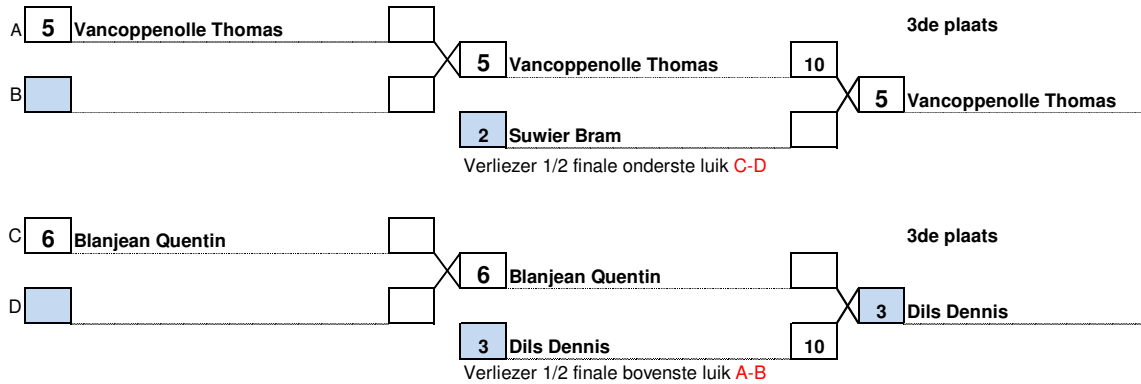 A 5 Vancoppenolle Thomas 3de plaats
5 Vancoppenolle Thomas 10
B 5 Vancoppenolle Thomas
2 Suwier Bram
Verliezer 1/2 finale onderste luik C-D
C 6 Blanjean Quentin 3de plaats
6 Blanjean Quentin
D 3 Dils Dennis
3 Dils Dennis 10
Verliezer 1/2 finale bovenste luik A-B